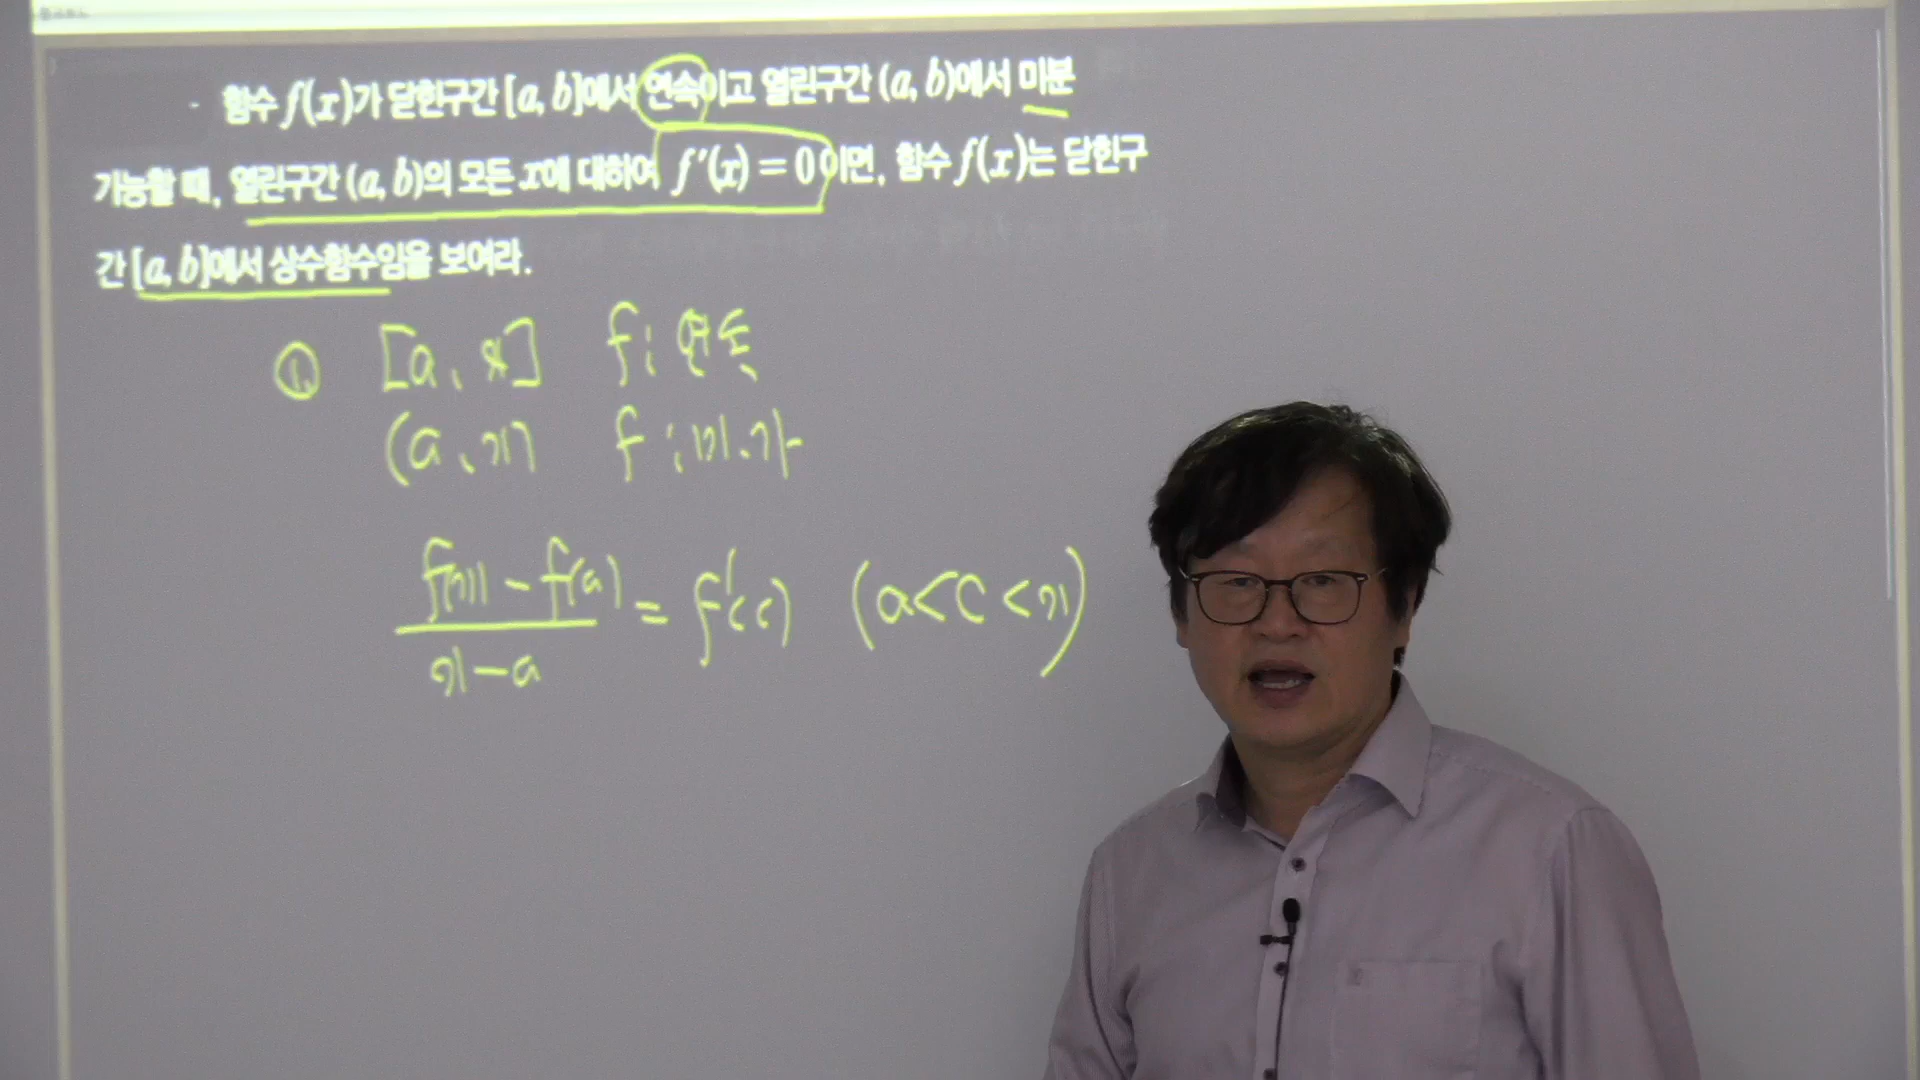 함수 f(x)가 닫힌구간 [a, b]에서 연속이고 열린구간 (a, b)에서 미분
가능할 때, 열린구간 (a, b)의 모든 x에 대하여 f'(x) = 0이면, 함수 f(x)는 닫힌구
간 [a, b]에서 상수함수임을 보여라.
① [a, x] f : 연속
(a, x) f : 미.가
f(x) - f(a)
x - a
= f'(c) (a < c < x)